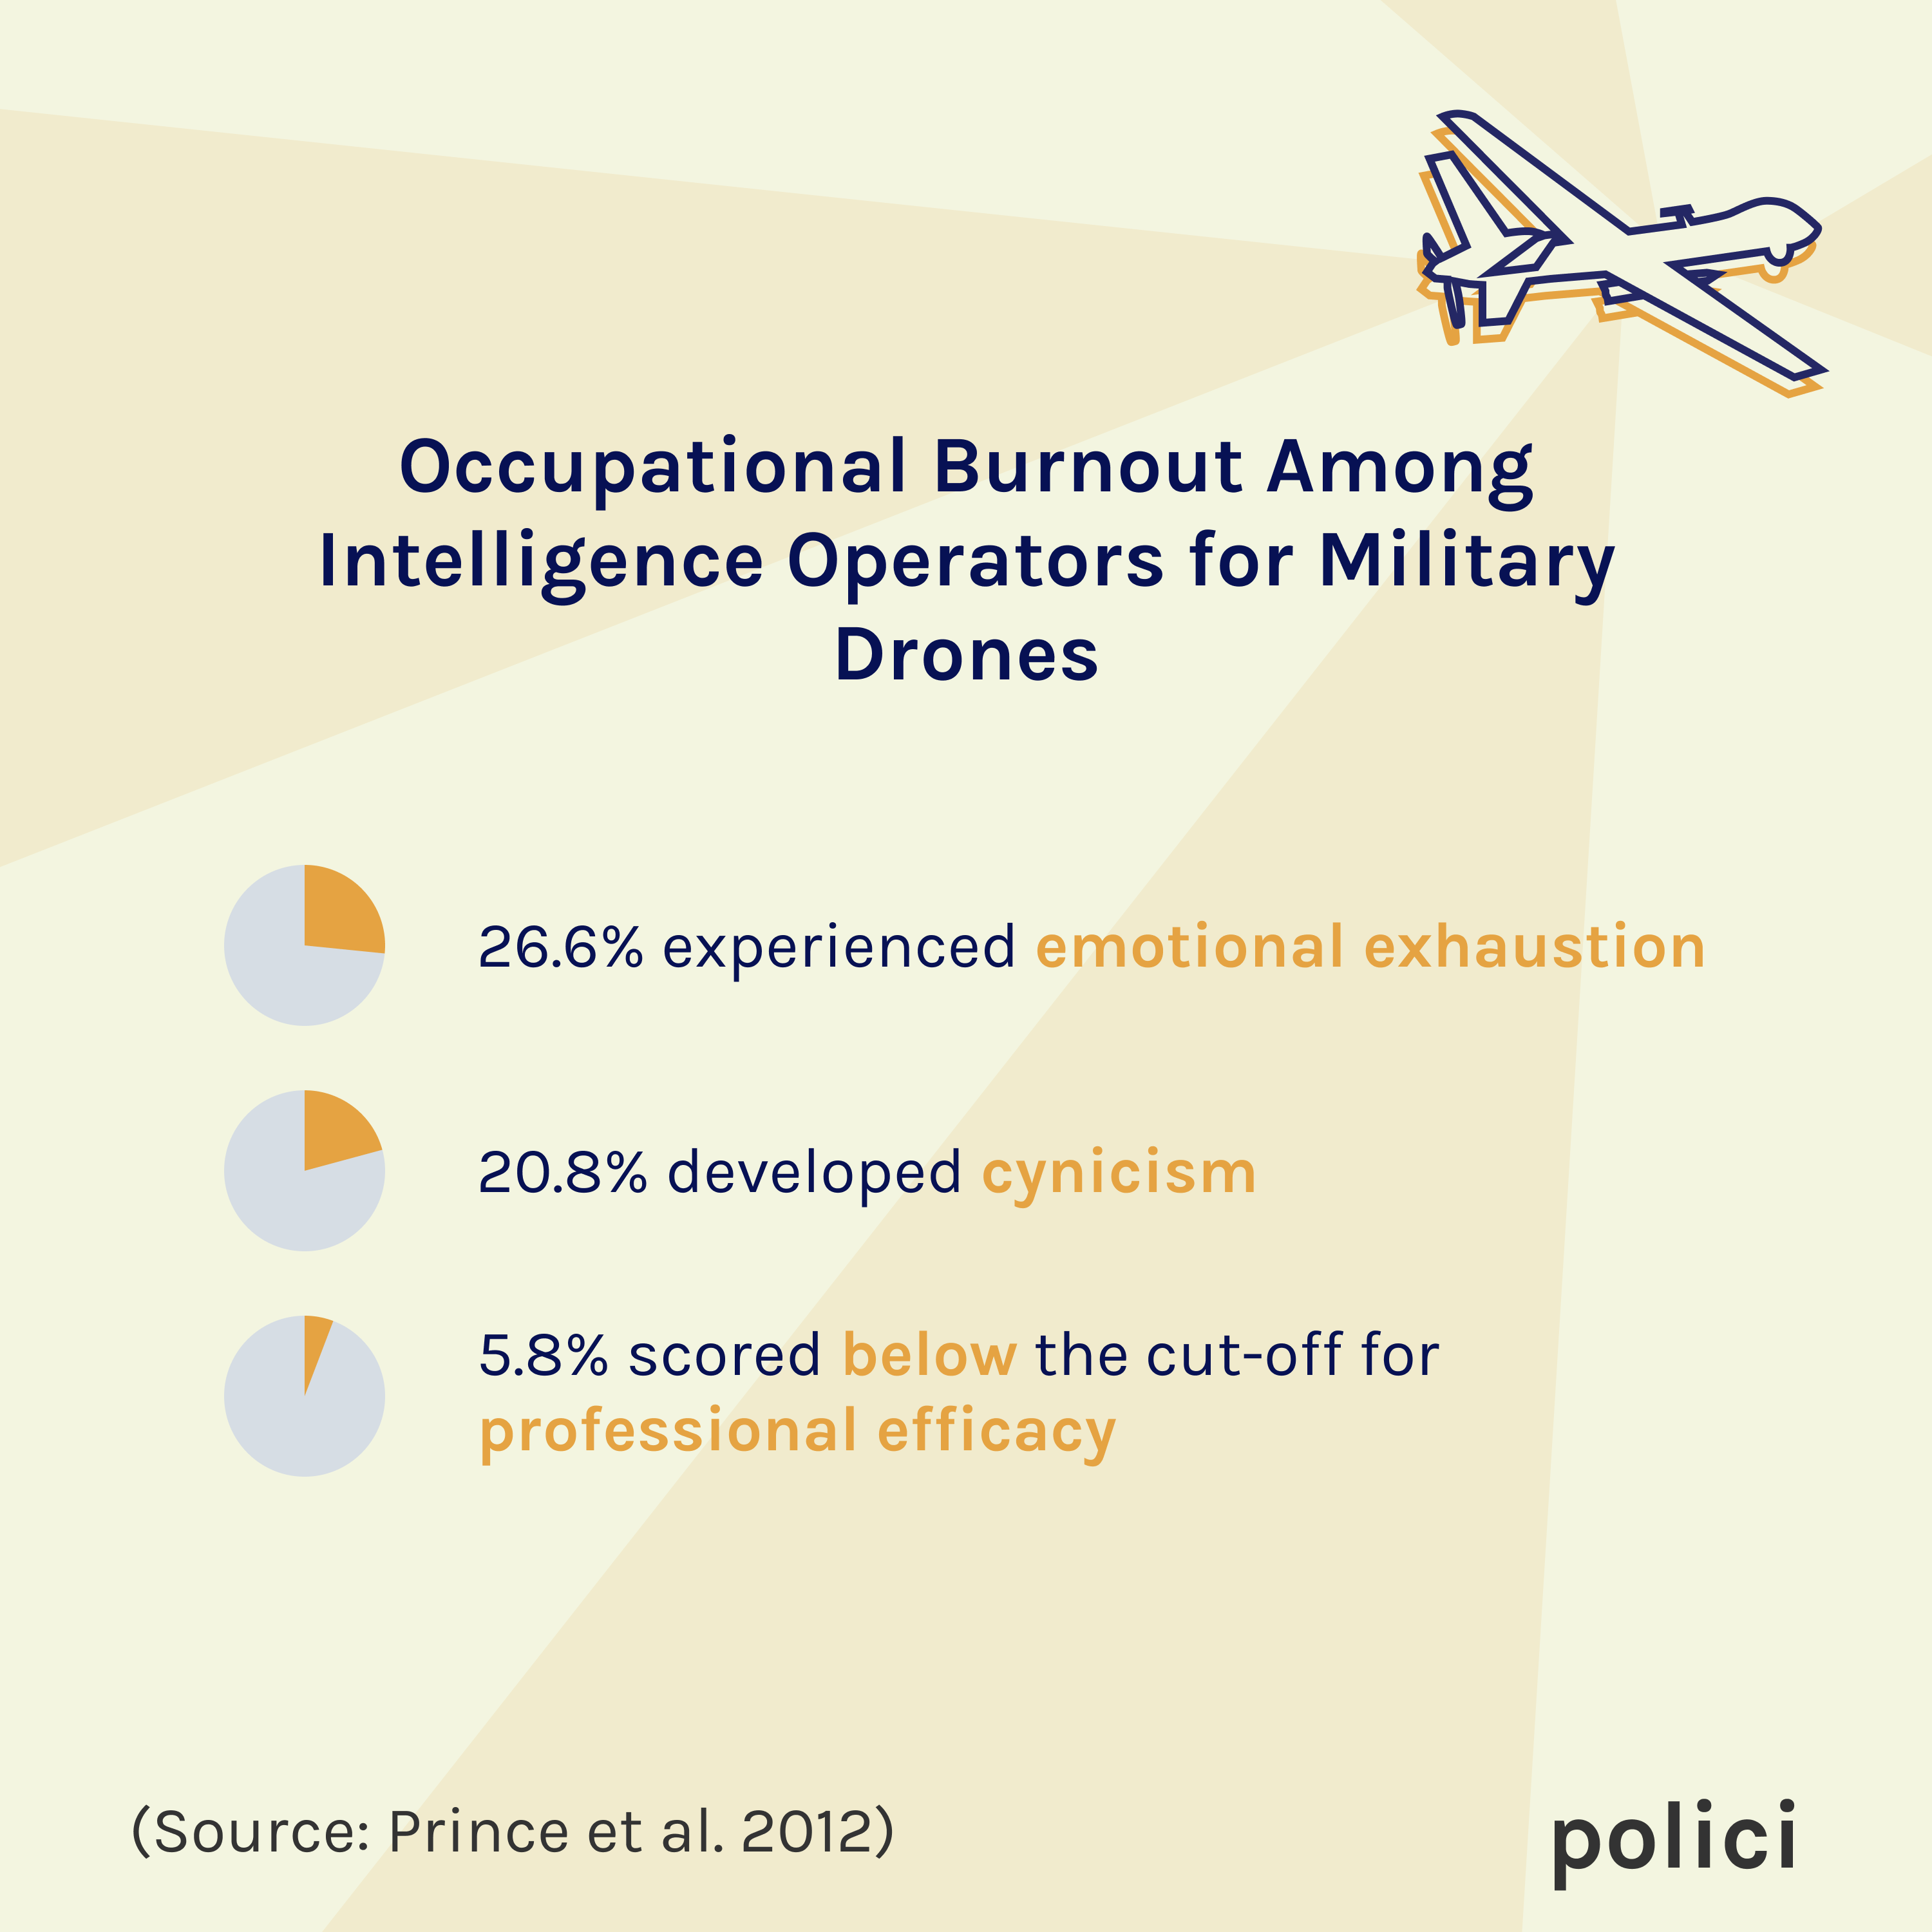 Occupational Burnout Among
Intelligence Operators for Military
Drones
26.6% experienced emotional exhaustion
20.8% developed cynicism
5.8% scored below the cut-off for
professional efficacy
(Source: Prince et al. 2012)
polici